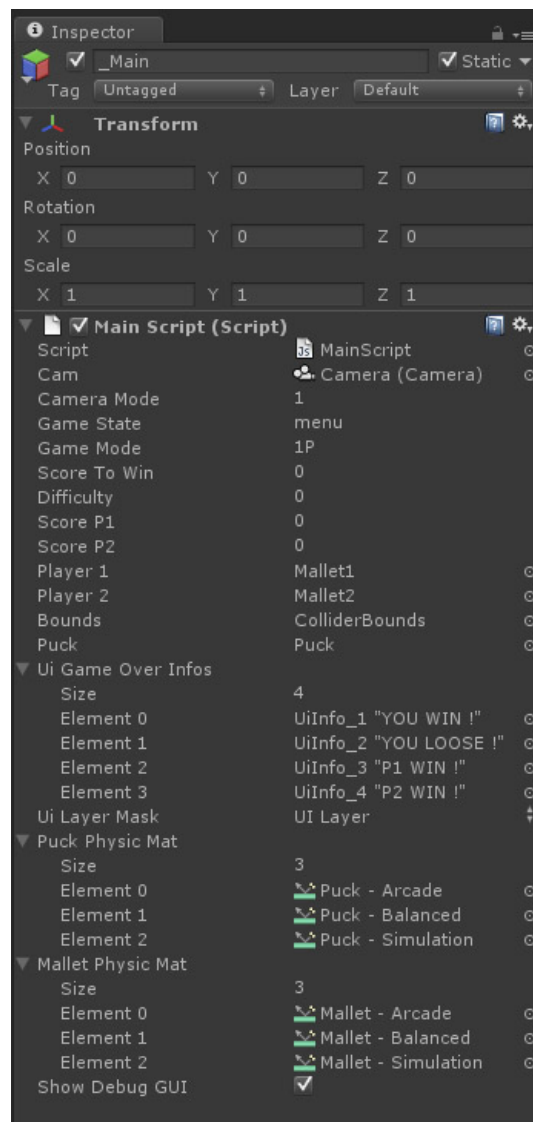 Inspector
_Main Static
Tag Untagged Layer Default
Transform
Position
X 0 Y 0 Z 0
Rotation
X 0 Y 0 Z 0
Scale
X 1 Y 1 Z 1
Main Script (Script)
Script JS MainScript
Cam Camera (Camera)
Camera Mode 1
Game State menu
Game Mode 1P
Score To Win 0
Difficulty 0
Score P1 0
Score P2 0
Player 1 Mallet1
Player 2 Mallet2
Bounds ColliderBounds
Puck Puck
Ui Game Over Infos
Size 4
Element 0 UiInfo_1 "YOU WIN !"
Element 1 UiInfo_2 "YOU LOOSE !"
Element 2 UiInfo_3 "P1 WIN !"
Element 3 UiInfo_4 "P2 WIN !"
Ui Layer Mask UI Layer
Puck Physic Mat
Size 3
Element 0 Puck - Arcade
Element 1 Puck - Balanced
Element 2 Puck - Simulation
Mallet Physic Mat
Size 3
Element 0 Mallet - Arcade
Element 1 Mallet - Balanced
Element 2 Mallet - Simulation
Show Debug GUI